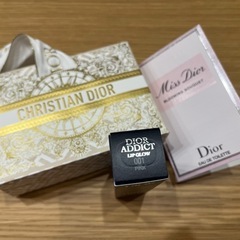 CHRISTIAN DIOR
DIOR
ADDICT
LIP GLOW
001
Miss Dior
BLOOMING BOUQUET
Dior
EAU DE TOILETTE